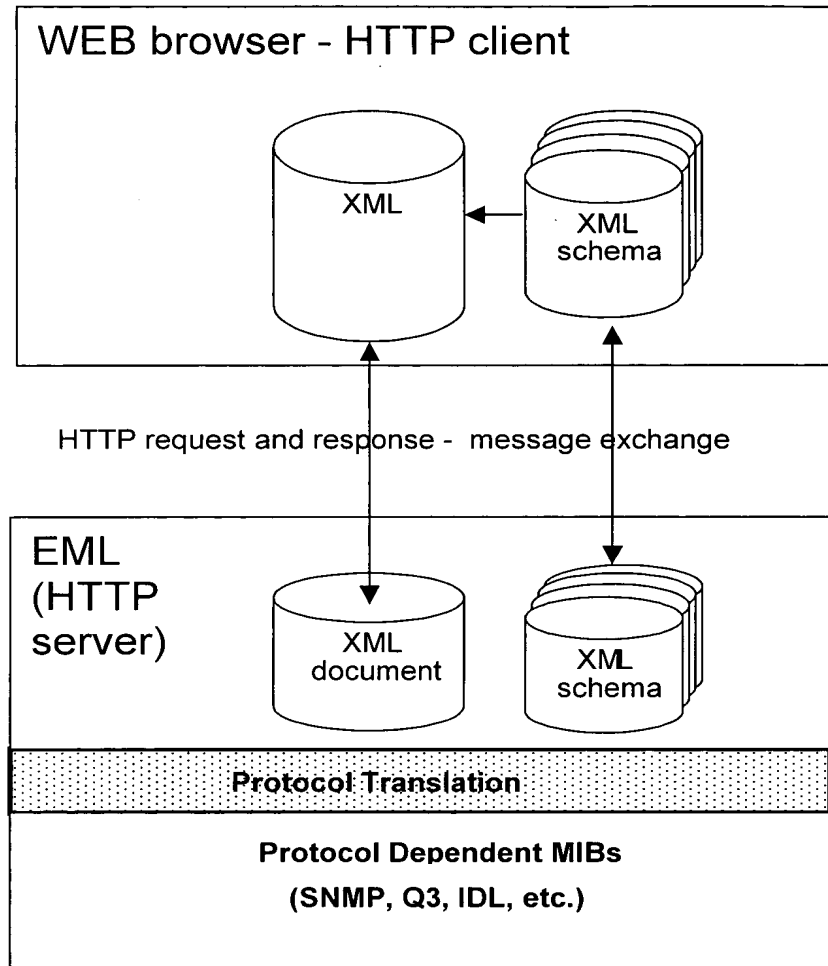 WEB browser - HTTP client
XML
XML
schema
HTTP request and response - message exchange
EML
(HTTP
server)
XML
document
XML
schema
Protocol Translation
Protocol Dependent MIBs
(SNMP, Q3, IDL, etc.)